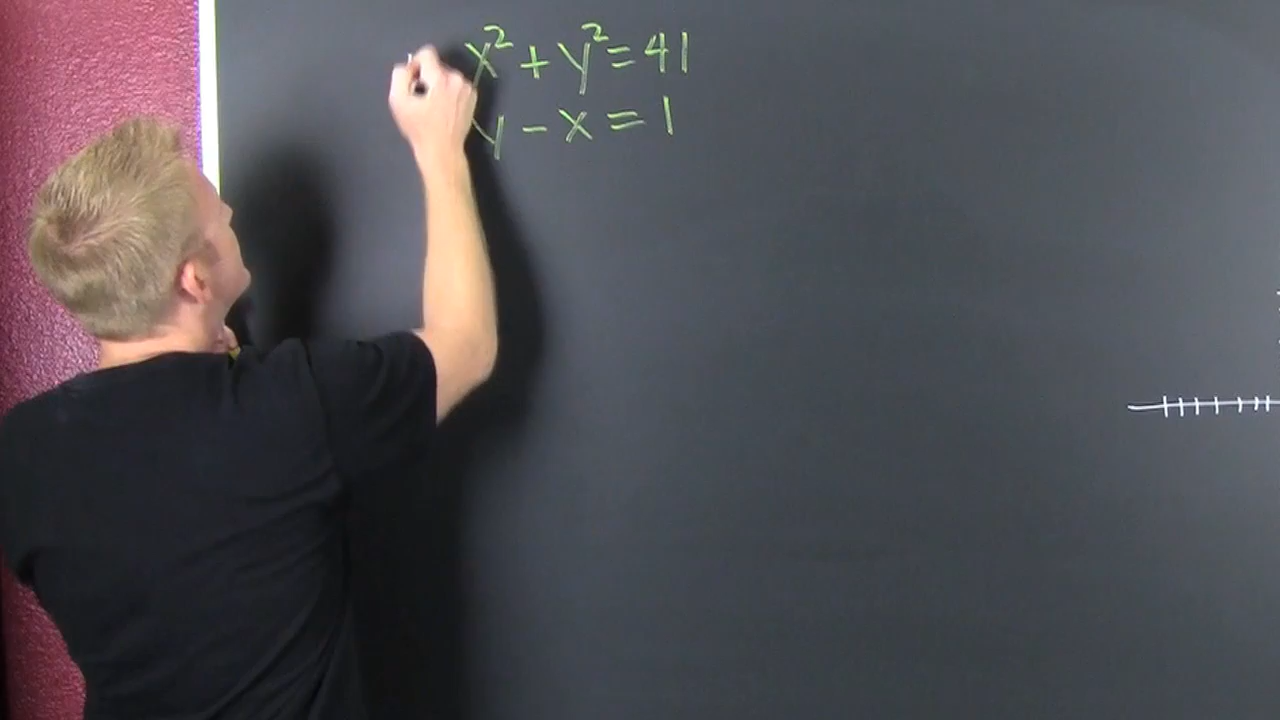 x² + y² = 41
y - x = 1